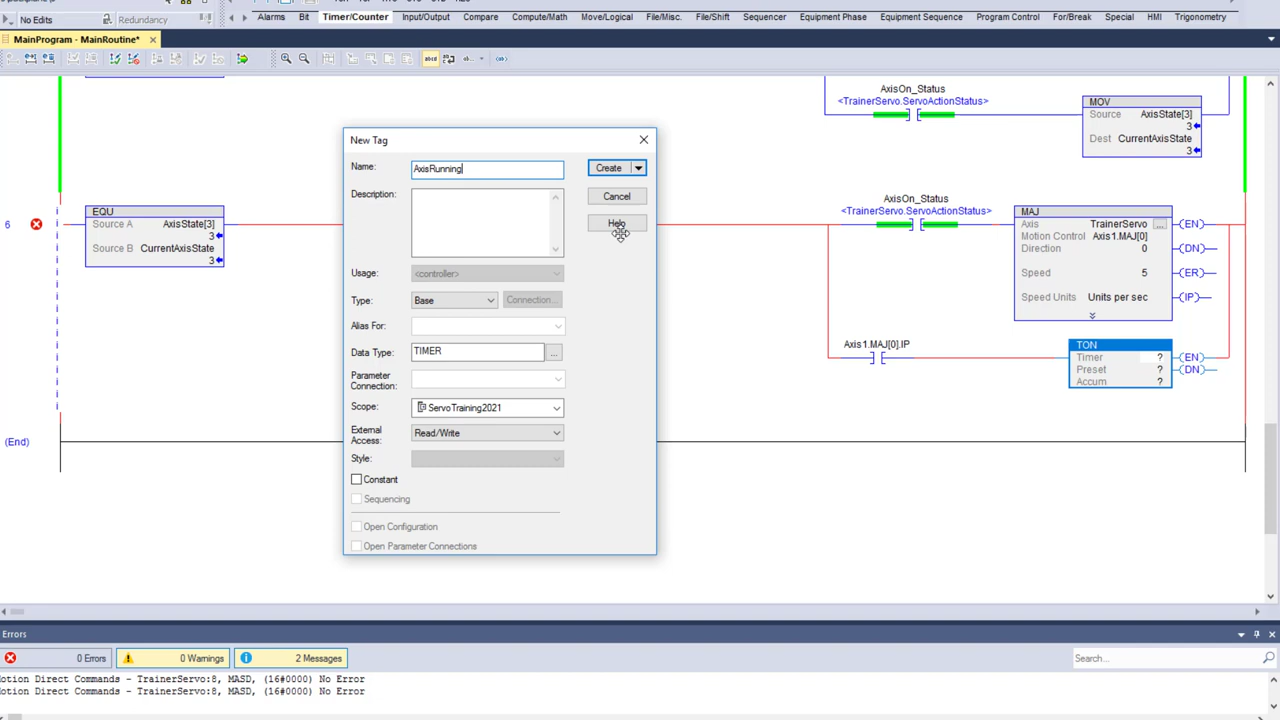 No Edits
Redundancy
Alarms Bit Timer/Counter Input/Output Compare Compute/Math Move/Logical File/Misc. File/Shift Sequencer Equipment Phase Equipment Sequence Program Control For/Break Special HMI Trigonometry
MainProgram - MainRoutine*
AxisOn_Status
<TrainerServo.ServoActionStatus>
MOV
Source AxisState[3]
3
Dest CurrentAxisState
3
6
EQU
Source A AxisState[3]
3
Source B CurrentAxisState
3
New Tag
Name: AxisRunning
Create
Description:
Cancel
Help
Usage: <controller>
Type: Base
Connection...
Alias For:
Data Type: TIMER
...
Parameter
Connection:
Scope: ServoTraining2021
External
Access: Read/Write
Style:
Constant
Sequencing
Open Configuration
Open Parameter Connections
AxisOn_Status
<TrainerServo.ServoActionStatus>
MAJ
Axis TrainerServo ...
Motion Control Axis1.MAJ[0]
Direction 0
Speed 5
Speed Units Units per sec
(EN)
(DN)
(ER)
(IP)
Axis1.MAJ[0].IP
TON
Timer ?
Preset ?
Accum ?
(EN)
(DN)
(End)
Errors
0 Errors
0 Warnings
2 Messages
Search...
otion Direct Commands - TrainerServo:8, MASD, (16#0000) No Error
otion Direct Commands - TrainerServo:8, MASD, (16#0000) No Error